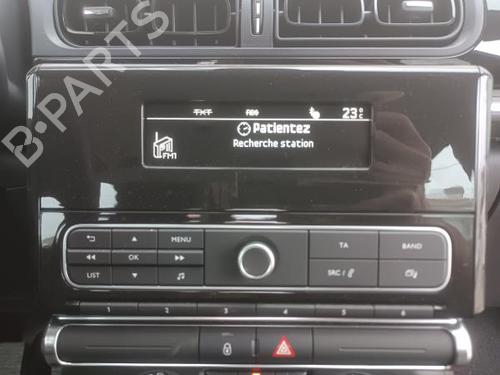 B-PARTS
TXT RDS 23°C
Patientez
Recherche station
FM1
MENU TA BAND
OK
LIST SRC/
1 2 3 4 5 6